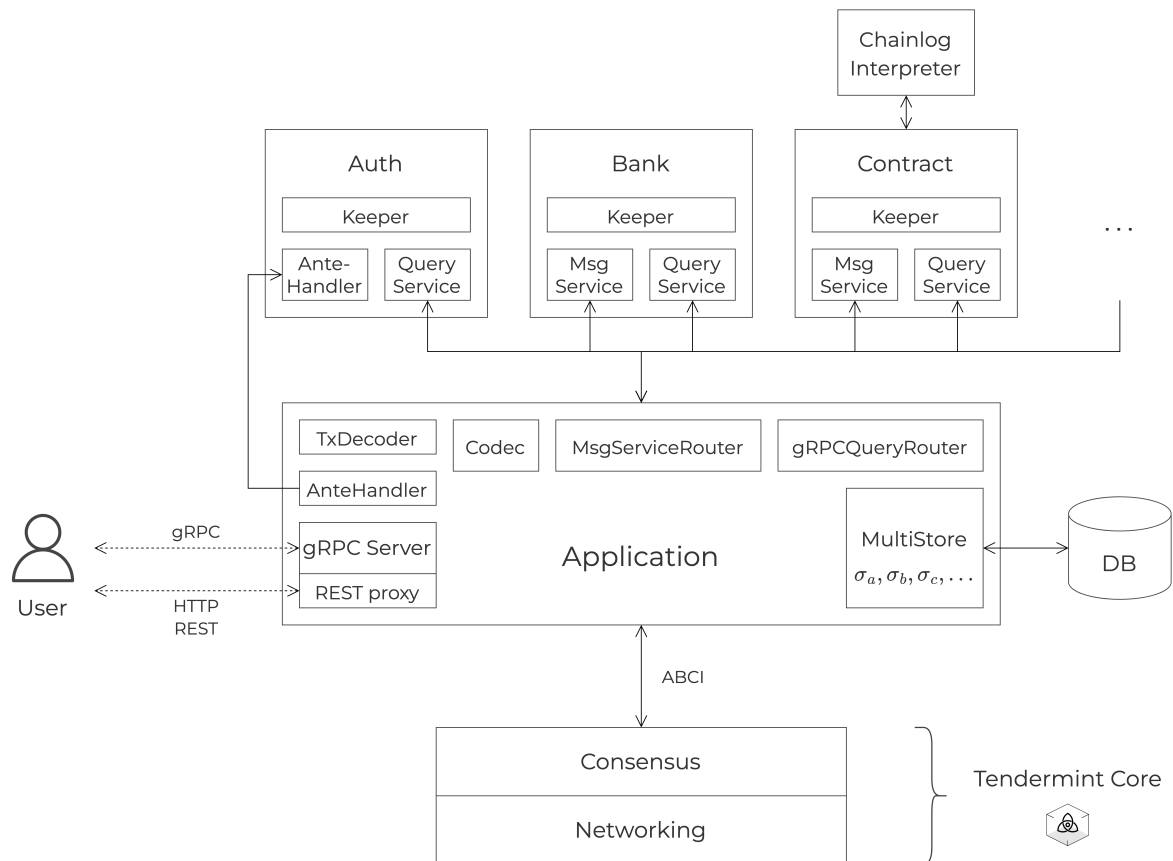 Chainlog
Interpreter
Auth
Keeper
Ante-
Handler
Query
Service
Bank
Keeper
Msg
Service
Query
Service
Contract
Keeper
Msg
Service
Query
Service
...
TxDecoder
Codec
MsgServiceRouter
gRPCQueryRouter
AnteHandler
gRPC Server
REST proxy
Application
MultiStore
σₐ, σ_b, σ_c, ...
DB
gRPC
User
HTTP
REST
ABCI
Consensus
Networking
Tendermint Core